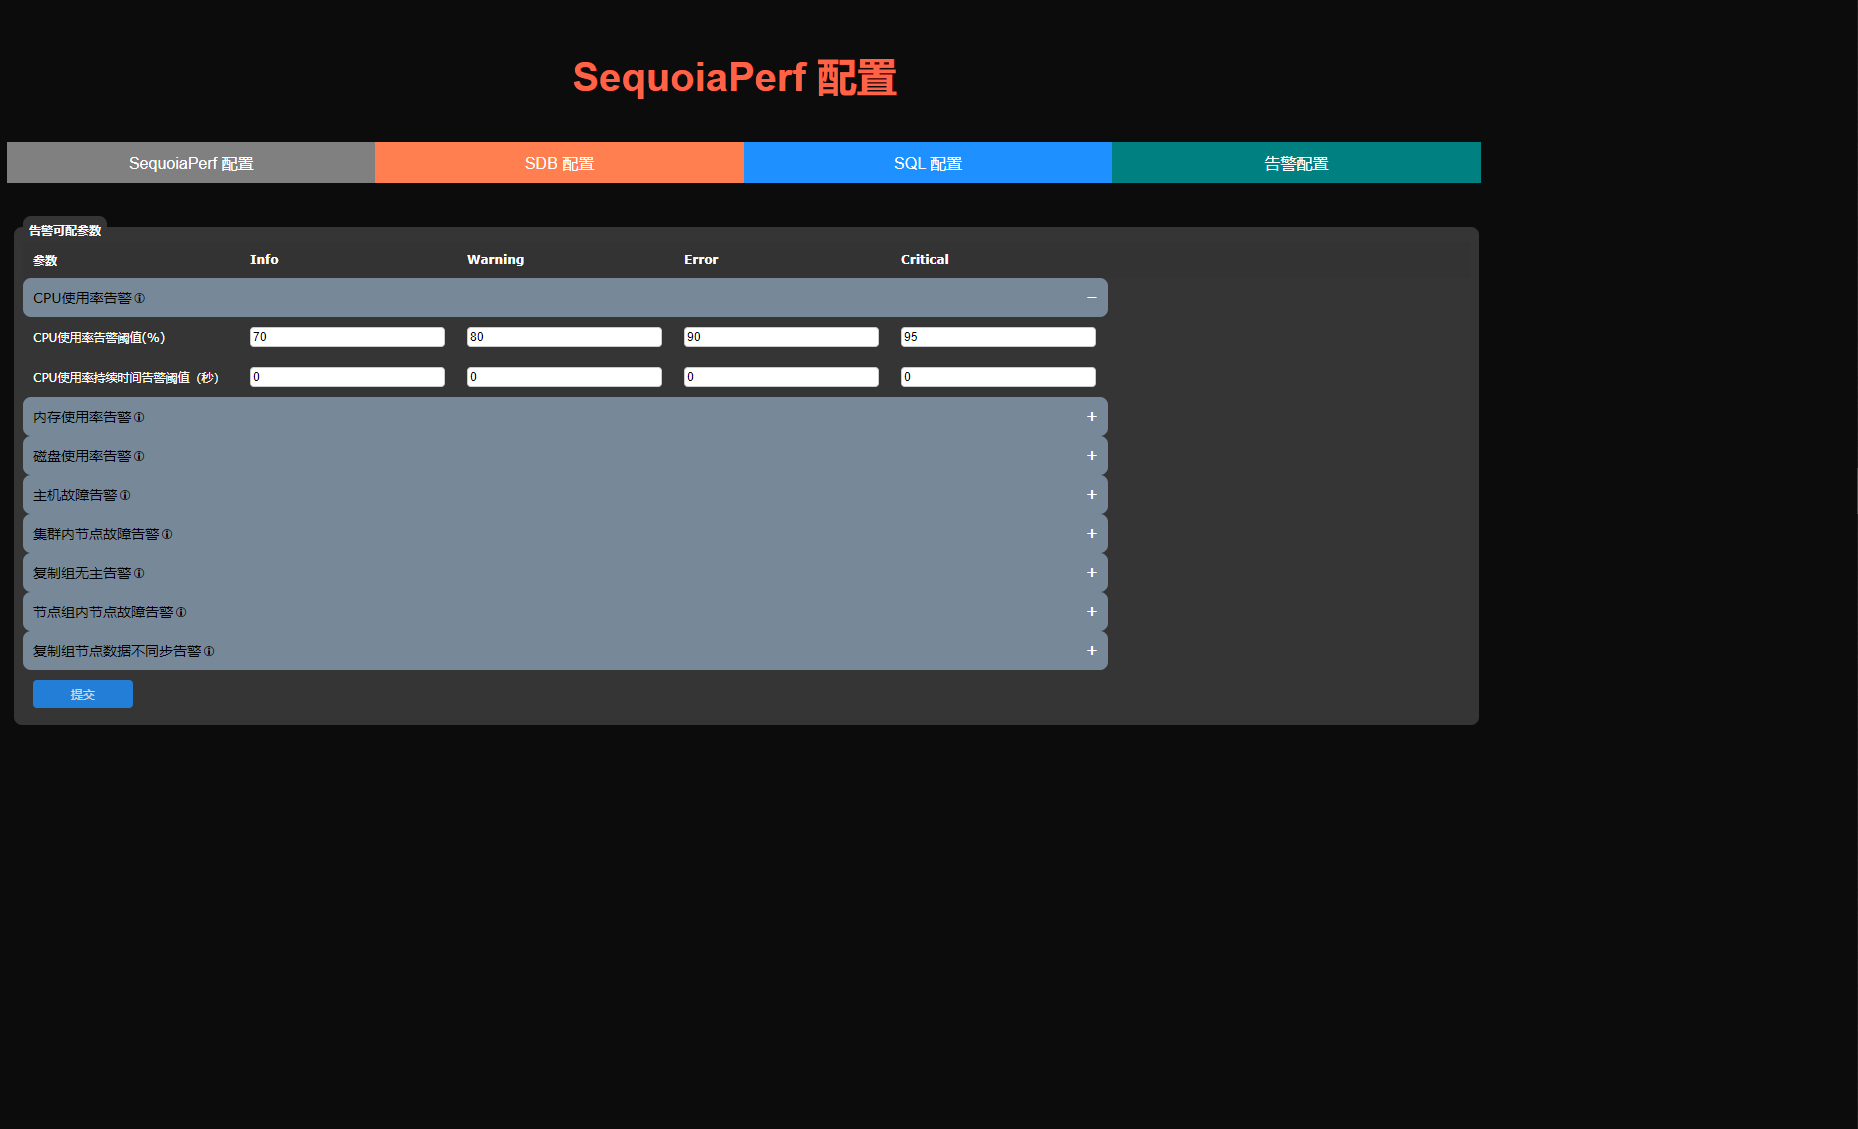 SequoiaPerf 配置
SequoiaPerf 配置 SDB 配置 SQL 配置 告警配置
告警可配参数
参数 Info Warning Error Critical
CPU使用率告警 −
CPU使用率告警阈值(%) 70 80 90 95
CPU使用率持续时间告警阈值（秒） 0 0 0 0
内存使用率告警 +
磁盘使用率告警 +
主机故障告警 +
集群内节点故障告警 +
复制组无主告警 +
节点组内节点故障告警 +
复制组节点数据不同步告警 +
提交